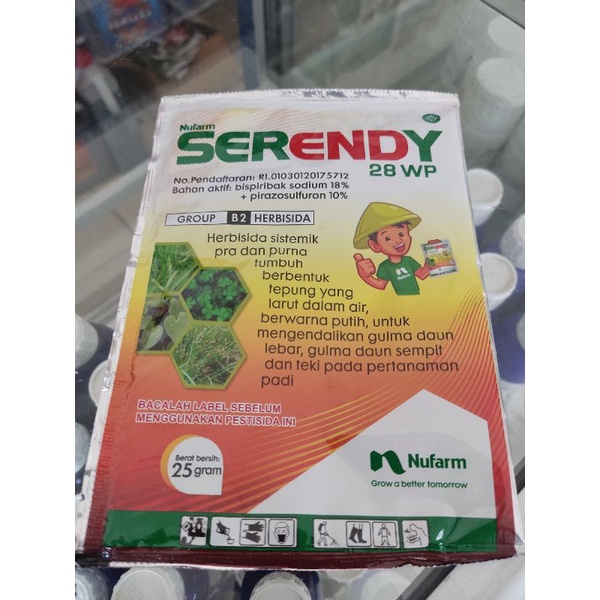 Nufarm
SERENDY
28 WP
No.Pendaftaran: RI.01030120175712
Bahan aktif: bispiribak sodium 18%
+ pirazosulfuron 10%
GROUP B2 HERBISIDA
Herbisida sistemik
pra dan purna
tumbuh
berbentuk
tepung yang
larut dalam air,
berwarna putih, untuk
mengendalikan gulma daun
lebar, gulma daun sempit
dan teki pada pertanaman
padi
SERENDY
Nufarm
BACALAH LABEL SEBELUM
MENGGUNAKAN PESTISIDA INI
Berat bersih:
25 gram
Nufarm
Grow a better tomorrow